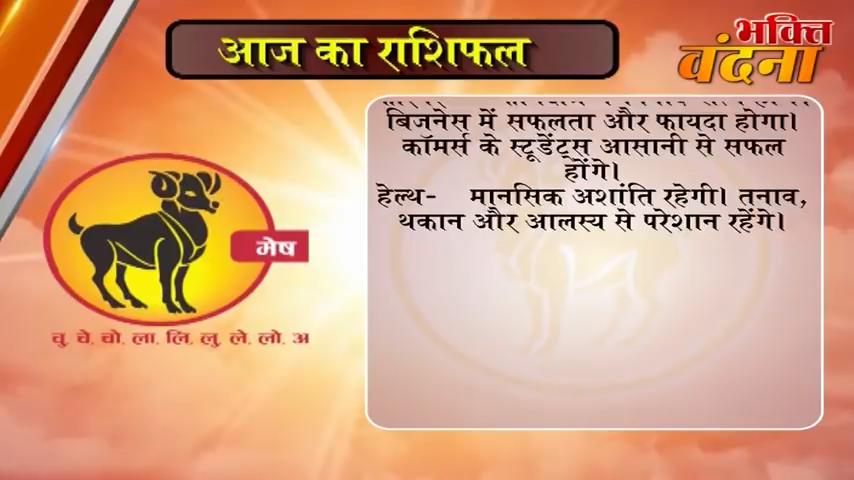 आज का राशिफल
भक्ति
वंदना
बिजनेस में सफलता और फायदा होगा।
कॉमर्स के स्टूडेंट्स आसानी से सफल
होंगे।
हेल्थ- मानसिक अशांति रहेगी। तनाव,
थकान और आलस्य से परेशान रहेंगे।
मेष
चु, चे, चो, ला, लि, लु, ले, लो, अ